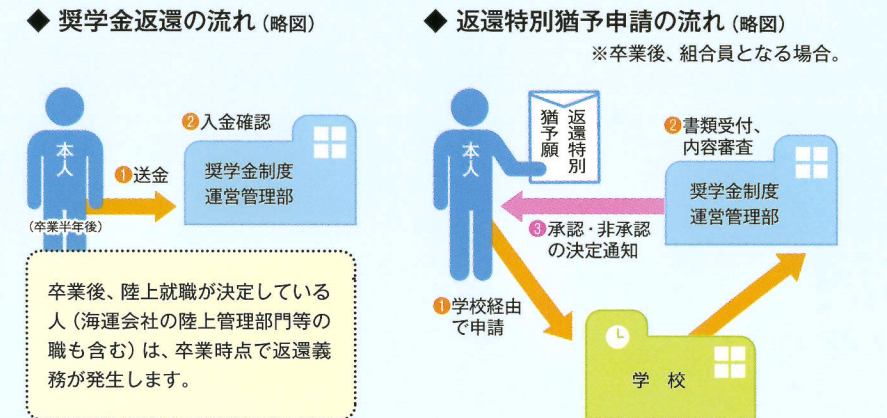 ◆ 奨学金返還の流れ（略図）
本人
❶送金
❷入金確認
奨学金制度
運営管理部
（卒業半年後）
卒業後、陸上就職が決定している
人（海運会社の陸上管理部門等の
職も含む）は、卒業時点で返還義
務が発生します。
◆ 返還特別猶予申請の流れ（略図）
※卒業後、組合員となる場合。
本人
返還特別
猶予願
❷書類受付、
内容審査
奨学金制度
運営管理部
❸承認・非承認
の決定通知
❶学校経由
で申請
学 校